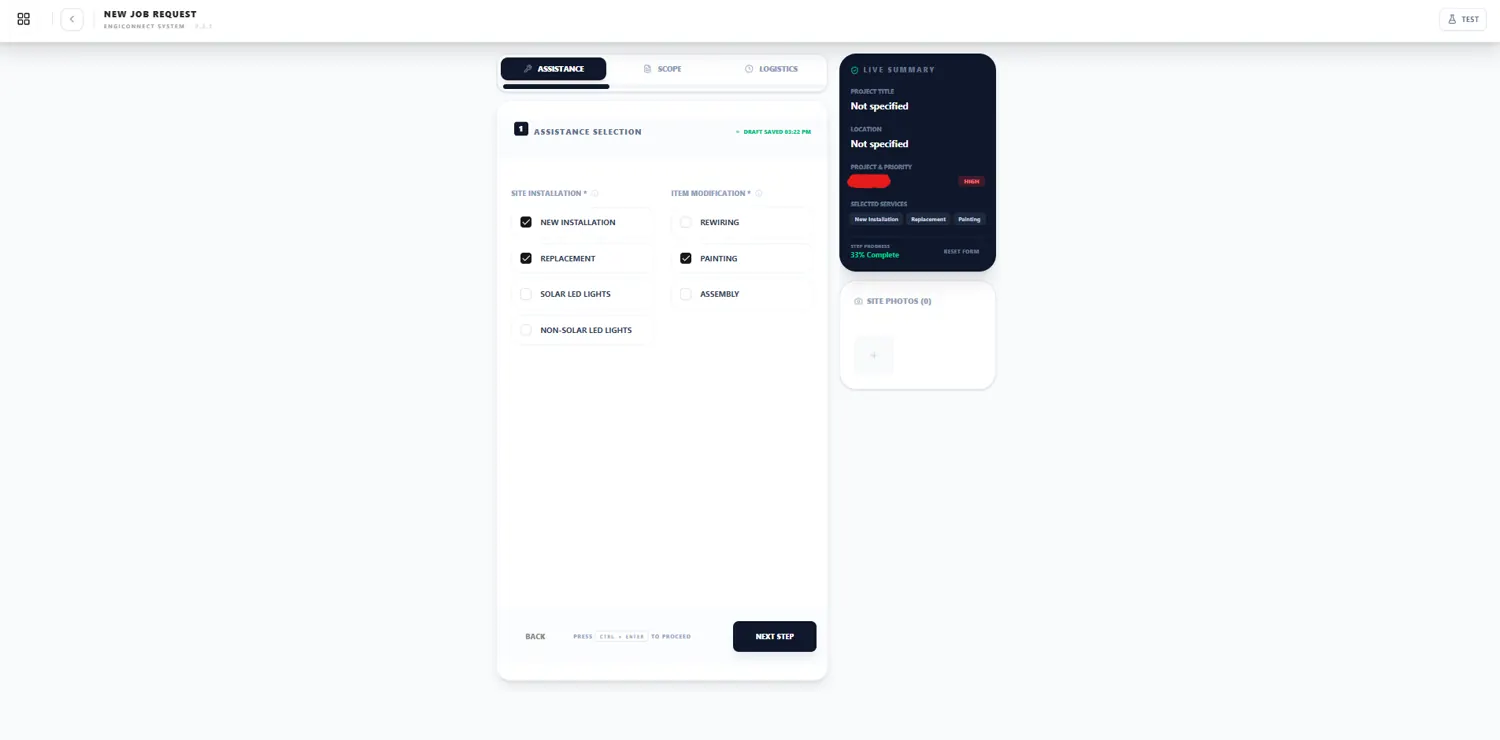 NEW JOB REQUEST
ENGICONNECT SYSTEM
TEST
ASSISTANCE
SCOPE
LOGISTICS
1 ASSISTANCE SELECTION
DRAFT SAVED 03:22 PM
SITE INSTALLATION *
NEW INSTALLATION
REPLACEMENT
SOLAR LED LIGHTS
NON-SOLAR LED LIGHTS
ITEM MODIFICATION *
REWIRING
PAINTING
ASSEMBLY
BACK
PRESS CTRL + ENTER TO PROCEED
NEXT STEP
LIVE SUMMARY
PROJECT TITLE
Not specified
LOCATION
Not specified
PROJECT & PRIORITY
HIGH
SELECTED SERVICES
New Installation Replacement Painting
STEP PROGRESS
33% Complete
RESET FORM
SITE PHOTOS (0)